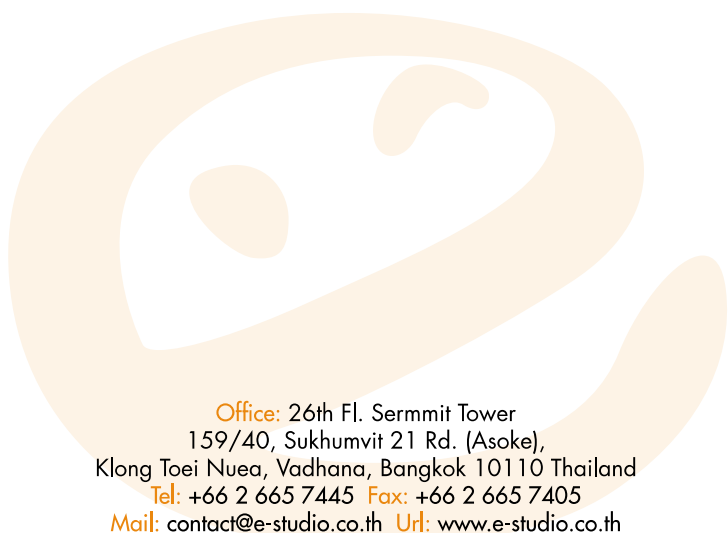 Office: 26th Fl. Sermmit Tower
159/40, Sukhumvit 21 Rd. (Asoke),
Klong Toei Nuea, Vadhana, Bangkok 10110 Thailand
Tel: +66 2 665 7445 Fax: +66 2 665 7405
Mail: contact@e-studio.co.th Url: www.e-studio.co.th